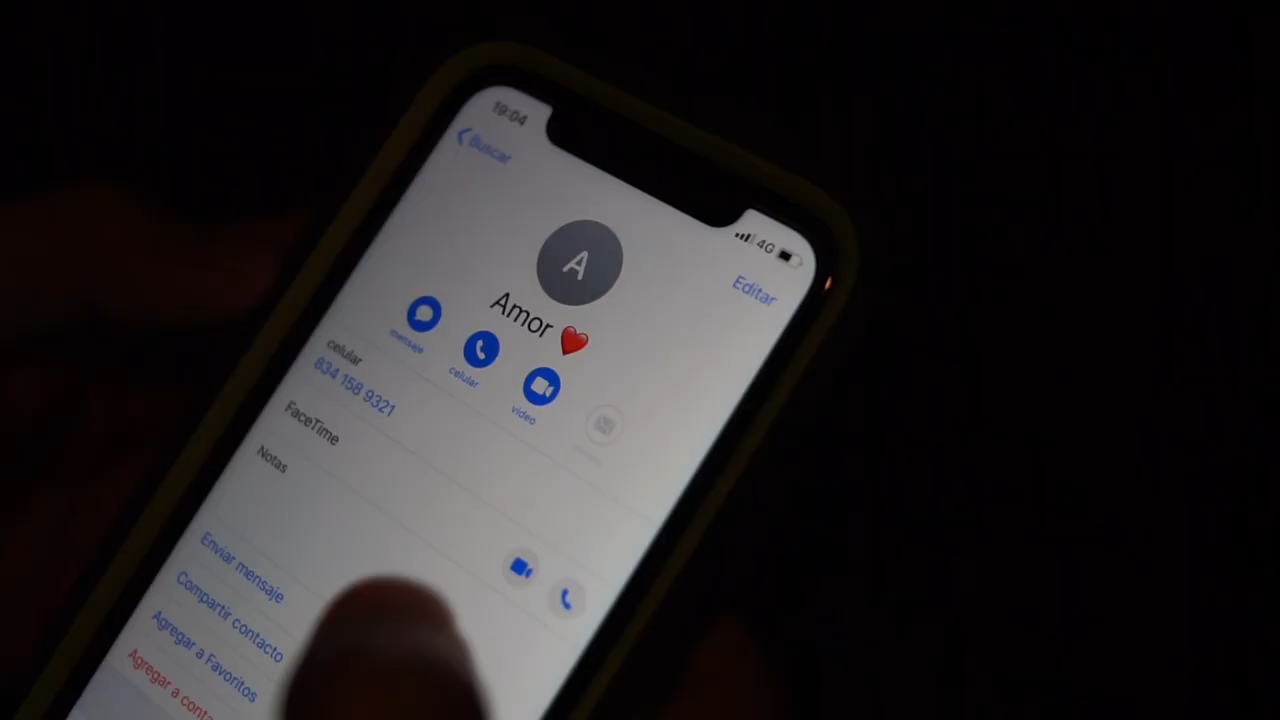 19:04
4G
Buscar
Editar
A
Amor ❤️
mensaje
celular
video
celular
834 158 9321
FaceTime
Notas
Enviar mensaje
Compartir contacto
Agregar a Favoritos
Agregar a